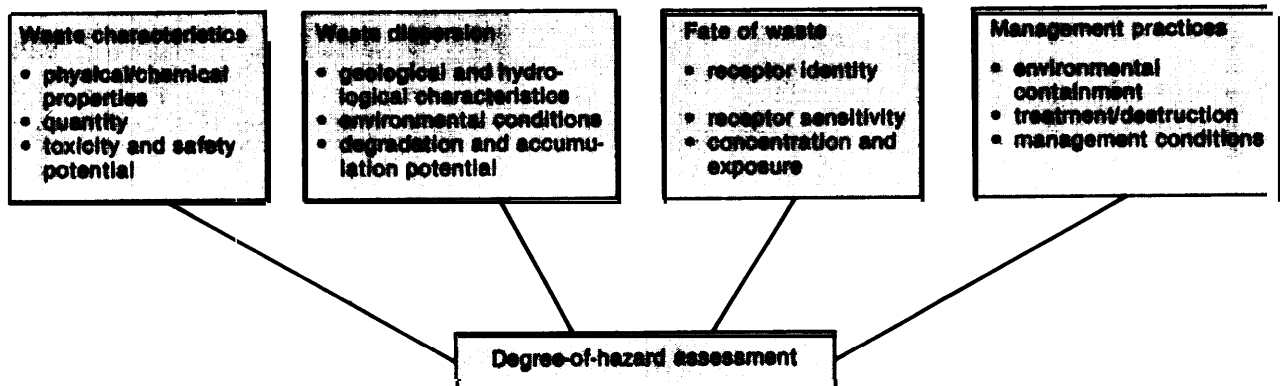 Waste characteristics
• physical/chemical
properties
• quantity
• toxicity and safety
potential
Waste dispersion
• geological and hydro-
logical characteristics
• environmental conditions
• degradation and accumu-
lation potential
Fate of waste
• receptor identity
• receptor sensitivity
• concentration and
exposure
Management practices
• environmental
containment
• treatment/destruction
• management conditions
Degree-of-hazard assessment